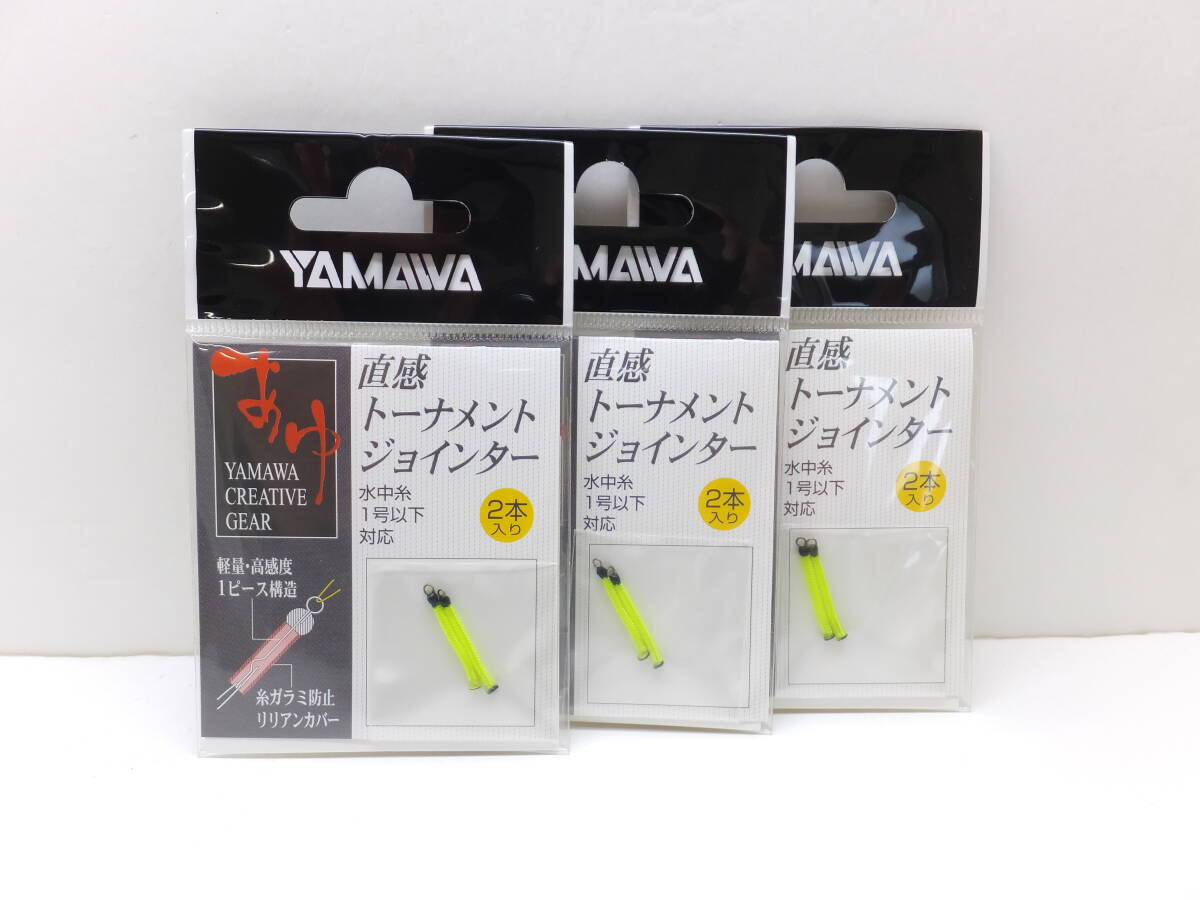 YAMAWA
あゆ
YAMAWA
CREATIVE
GEAR
軽量・高感度
1ピース構造
糸ガラミ防止
リリアンカバー
直感
トーナメント
ジョインター
水中糸
1号以下
対応
2本
入り
MAWA
直感
トーナメント
ジョインター
水中糸
1号以下
対応
2本
入り
MAWA
直感
トーナメント
ジョインター
水中糸
1号以下
対応
2本
入り